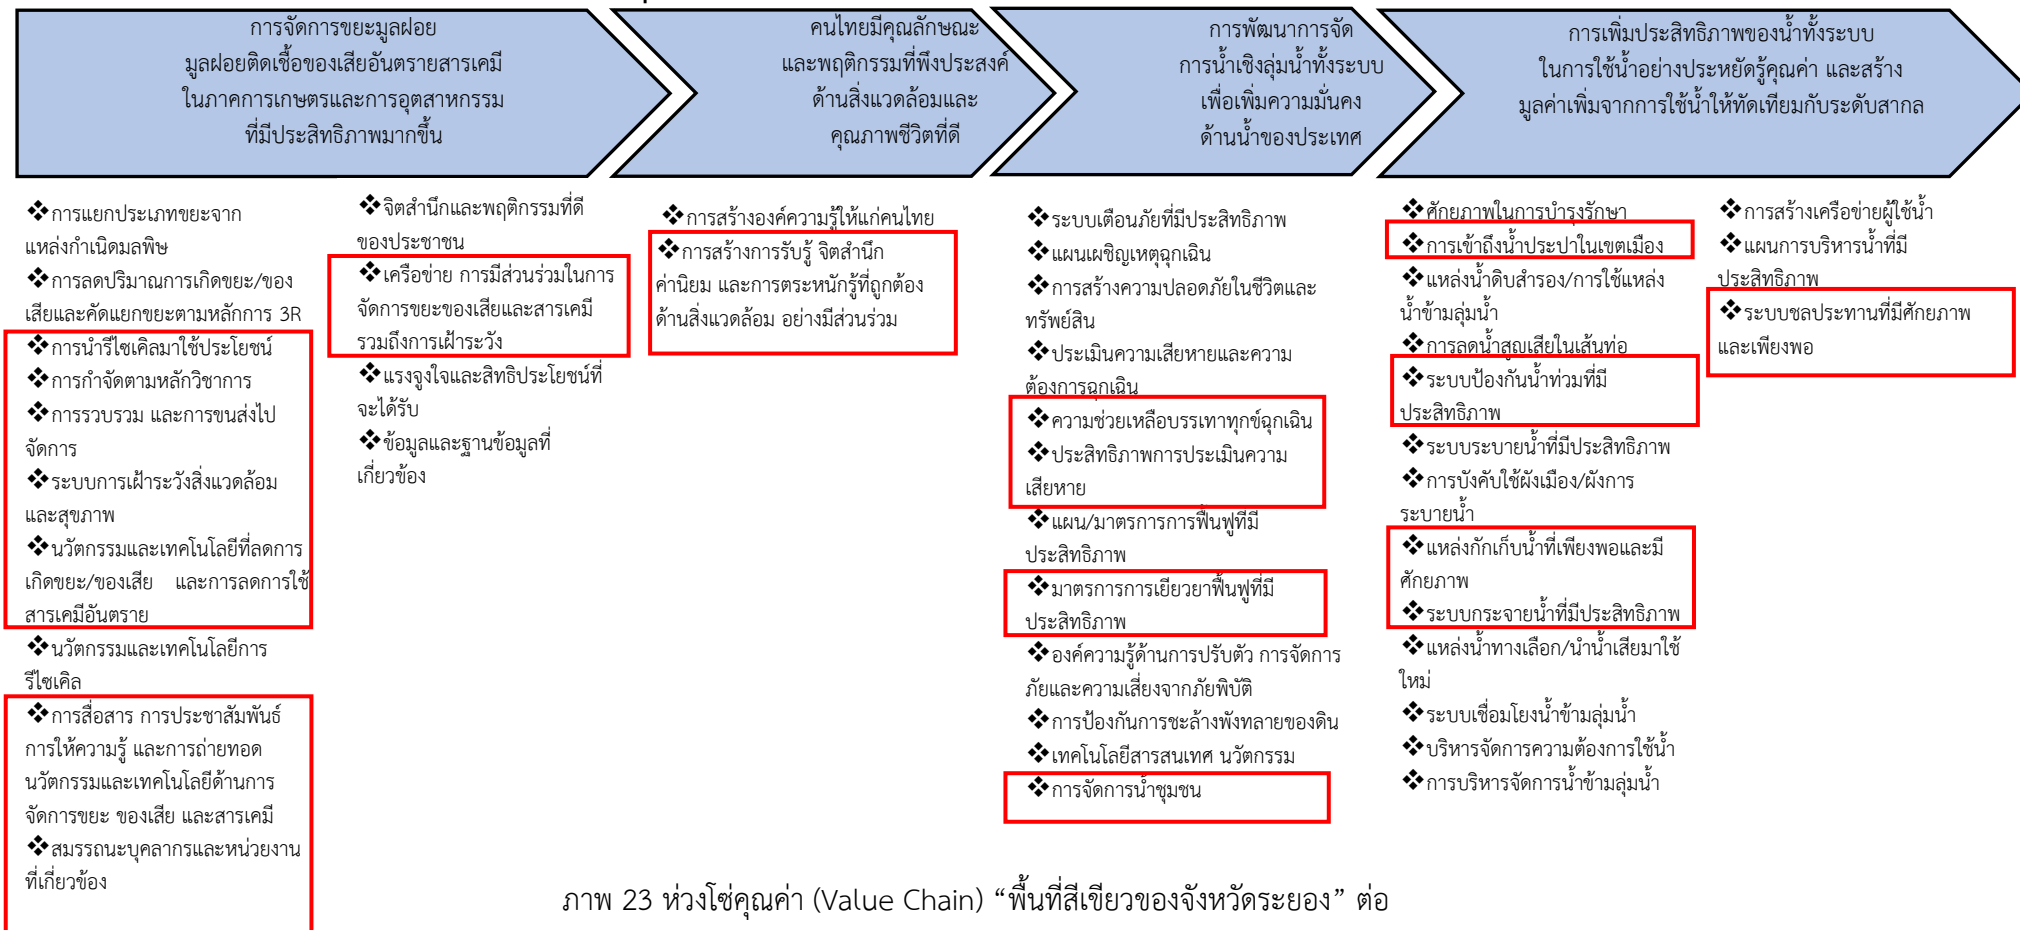 การจัดการขยะมูลฝอย
มูลฝอยติดเชื้อของเสียอันตรายสารเคมี
ในภาคการเกษตรและการอุตสาหกรรม
ที่มีประสิทธิภาพมากขึ้น
คนไทยมีคุณลักษณะ
และพฤติกรรมที่พึงประสงค์
ด้านสิ่งแวดล้อมและ
คุณภาพชีวิตที่ดี
การพัฒนาการจัด
การน้ำเชิงลุ่มน้ำทั้งระบบ
เพื่อเพิ่มความมั่นคง
ด้านน้ำของประเทศ
การเพิ่มประสิทธิภาพของน้ำทั้งระบบ
ในการใช้น้ำอย่างประหยัดรู้คุณค่า และสร้าง
มูลค่าเพิ่มจากการใช้น้ำให้ทัดเทียมกับระดับสากล
❖การแยกประเภทขยะจาก
แหล่งกำเนิดมลพิษ
❖การลดปริมาณการเกิดขยะ/ของ
เสียและคัดแยกขยะตามหลักการ 3R
❖การนำรีไซเคิลมาใช้ประโยชน์
❖การกำจัดตามหลักวิชาการ
❖การรวบรวม และการขนส่งไป
จัดการ
❖ระบบการเฝ้าระวังสิ่งแวดล้อม
และสุขภาพ
❖นวัตกรรมและเทคโนโลยีที่ลดการ
เกิดขยะ/ของเสีย และการลดการใช้
สารเคมีอันตราย
❖นวัตกรรมและเทคโนโลยีการ
รีไซเคิล
❖การสื่อสาร การประชาสัมพันธ์
การให้ความรู้ และการถ่ายทอด
นวัตกรรมและเทคโนโลยีด้านการ
จัดการขยะ ของเสีย และสารเคมี
❖สมรรถนะบุคลากรและหน่วยงาน
ที่เกี่ยวข้อง
❖จิตสำนึกและพฤติกรรมที่ดี
ของประชาชน
❖เครือข่าย การมีส่วนร่วมในการ
จัดการขยะของเสียและสารเคมี
รวมถึงการเฝ้าระวัง
❖แรงจูงใจและสิทธิประโยชน์ที่
จะได้รับ
❖ข้อมูลและฐานข้อมูลที่
เกี่ยวข้อง
❖การสร้างองค์ความรู้ให้แก่คนไทย
❖การสร้างการรับรู้ จิตสำนึก
ค่านิยม และการตระหนักรู้ที่ถูกต้อง
ด้านสิ่งแวดล้อม อย่างมีส่วนร่วม
❖ระบบเตือนภัยที่มีประสิทธิภาพ
❖แผนเผชิญเหตุฉุกเฉิน
❖การสร้างความปลอดภัยในชีวิตและ
ทรัพย์สิน
❖ประเมินความเสียหายและความ
ต้องการฉุกเฉิน
❖ความช่วยเหลือบรรเทาทุกข์ฉุกเฉิน
❖ประสิทธิภาพการประเมินความ
เสียหาย
❖แผน/มาตรการการฟื้นฟูที่มี
ประสิทธิภาพ
❖มาตรการการเยียวยาฟื้นฟูที่มี
ประสิทธิภาพ
❖องค์ความรู้ด้านการปรับตัว การจัดการ
ภัยและความเสี่ยงจากภัยพิบัติ
❖การป้องกันการชะล้างพังทลายของดิน
❖เทคโนโลยีสารสนเทศ นวัตกรรม
❖การจัดการน้ำชุมชน
❖ศักยภาพในการบำรุงรักษา
❖การเข้าถึงน้ำประปาในเขตเมือง
❖แหล่งน้ำดิบสำรอง/การใช้แหล่ง
น้ำข้ามลุ่มน้ำ
❖การลดน้ำสูญเสียในเส้นท่อ
❖ระบบป้องกันน้ำท่วมที่มี
ประสิทธิภาพ
❖ระบบระบายน้ำที่มีประสิทธิภาพ
❖การบังคับใช้ผังเมือง/ผังการ
ระบายน้ำ
❖แหล่งกักเก็บน้ำที่เพียงพอและมี
ศักยภาพ
❖ระบบกระจายน้ำที่มีประสิทธิภาพ
❖แหล่งน้ำทางเลือก/นำน้ำเสียมาใช้
ใหม่
❖ระบบเชื่อมโยงน้ำข้ามลุ่มน้ำ
❖บริหารจัดการความต้องการใช้น้ำ
❖การบริหารจัดการน้ำข้ามลุ่มน้ำ
❖การสร้างเครือข่ายผู้ใช้น้ำ
❖แผนการบริหารน้ำที่มี
ประสิทธิภาพ
❖ระบบชลประทานที่มีศักยภาพ
และเพียงพอ
ภาพ 23 ห่วงโซ่คุณค่า (Value Chain) “พื้นที่สีเขียวของจังหวัดระยอง” ต่อ